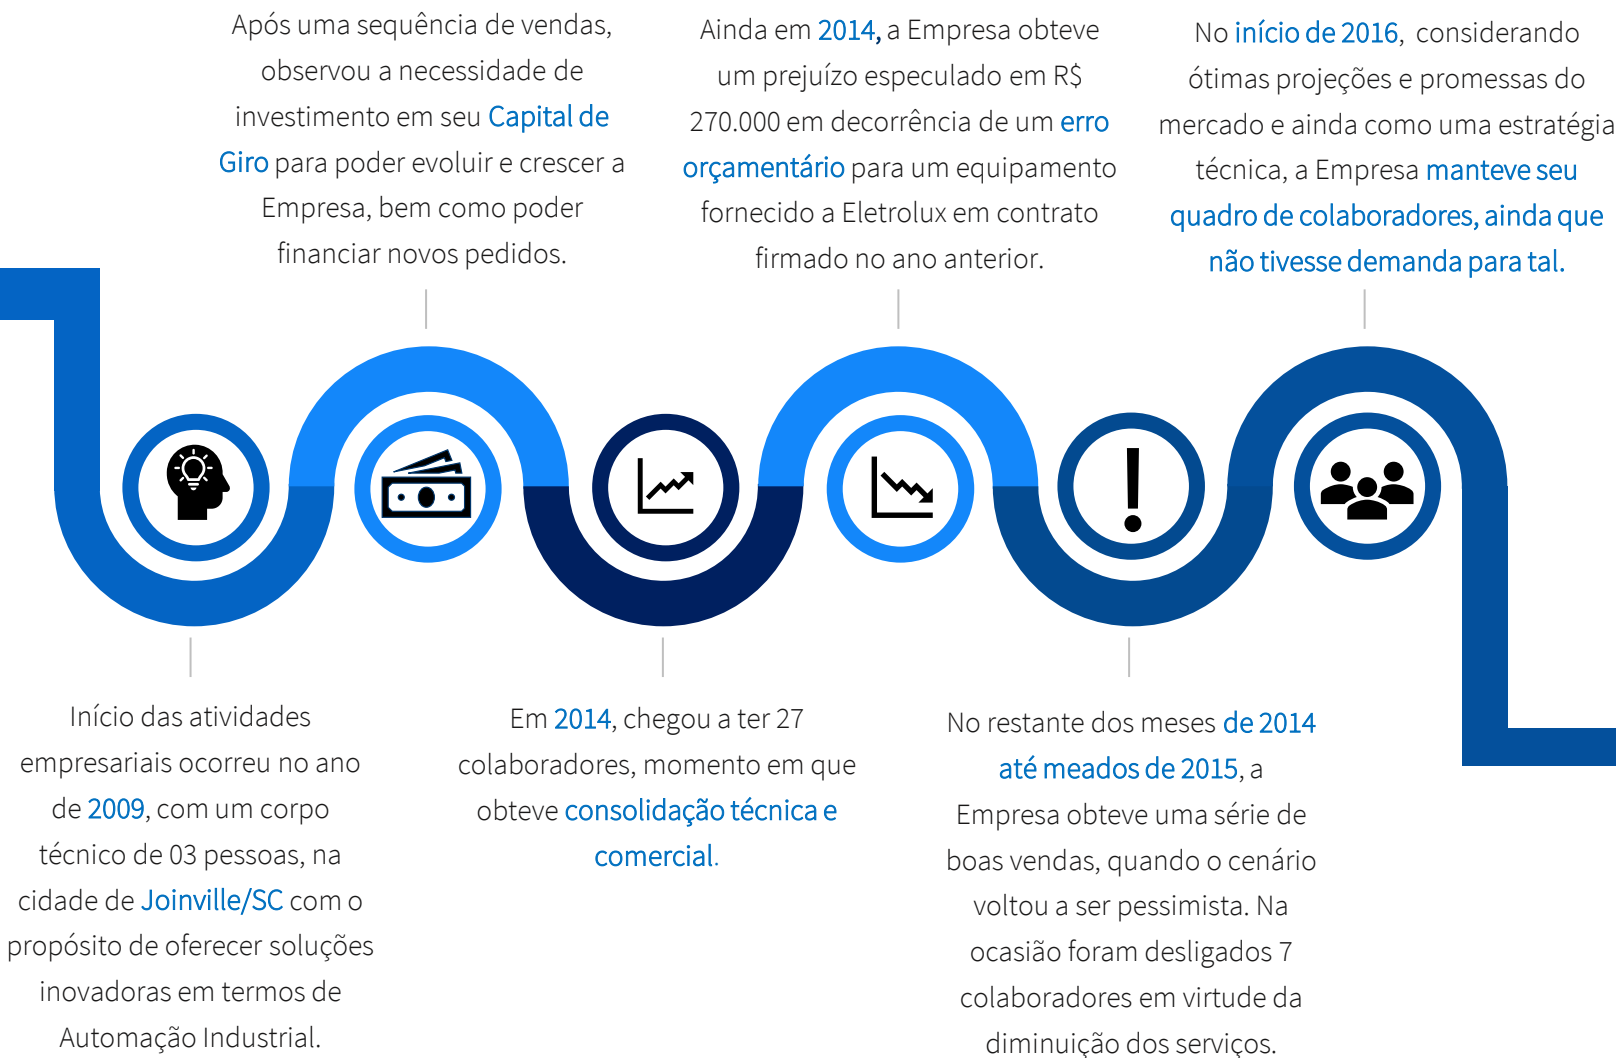 Após uma sequência de vendas,
observou a necessidade de
investimento em seu Capital de
Giro para poder evoluir e crescer a
Empresa, bem como poder
financiar novos pedidos.
Ainda em 2014, a Empresa obteve
um prejuízo especulado em R$
270.000 em decorrência de um erro
orçamentário para um equipamento
fornecido a Eletrolux em contrato
firmado no ano anterior.
No início de 2016, considerando
ótimas projeções e promessas do
mercado e ainda como uma estratégia
técnica, a Empresa manteve seu
quadro de colaboradores, ainda que
não tivesse demanda para tal.
Início das atividades
empresariais ocorreu no ano
de 2009, com um corpo
técnico de 03 pessoas, na
cidade de Joinville/SC com o
propósito de oferecer soluções
inovadoras em termos de
Automação Industrial.
Em 2014, chegou a ter 27
colaboradores, momento em que
obteve consolidação técnica e
comercial.
No restante dos meses de 2014
até meados de 2015, a
Empresa obteve uma série de
boas vendas, quando o cenário
voltou a ser pessimista. Na
ocasião foram desligados 7
colaboradores em virtude da
diminuição dos serviços.